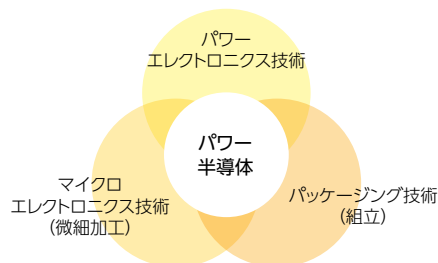 パワー
エレクトロニクス技術
パワー
半導体
マイクロ
エレクトロニクス技術
（微細加工）
パッケージング技術
（組立）